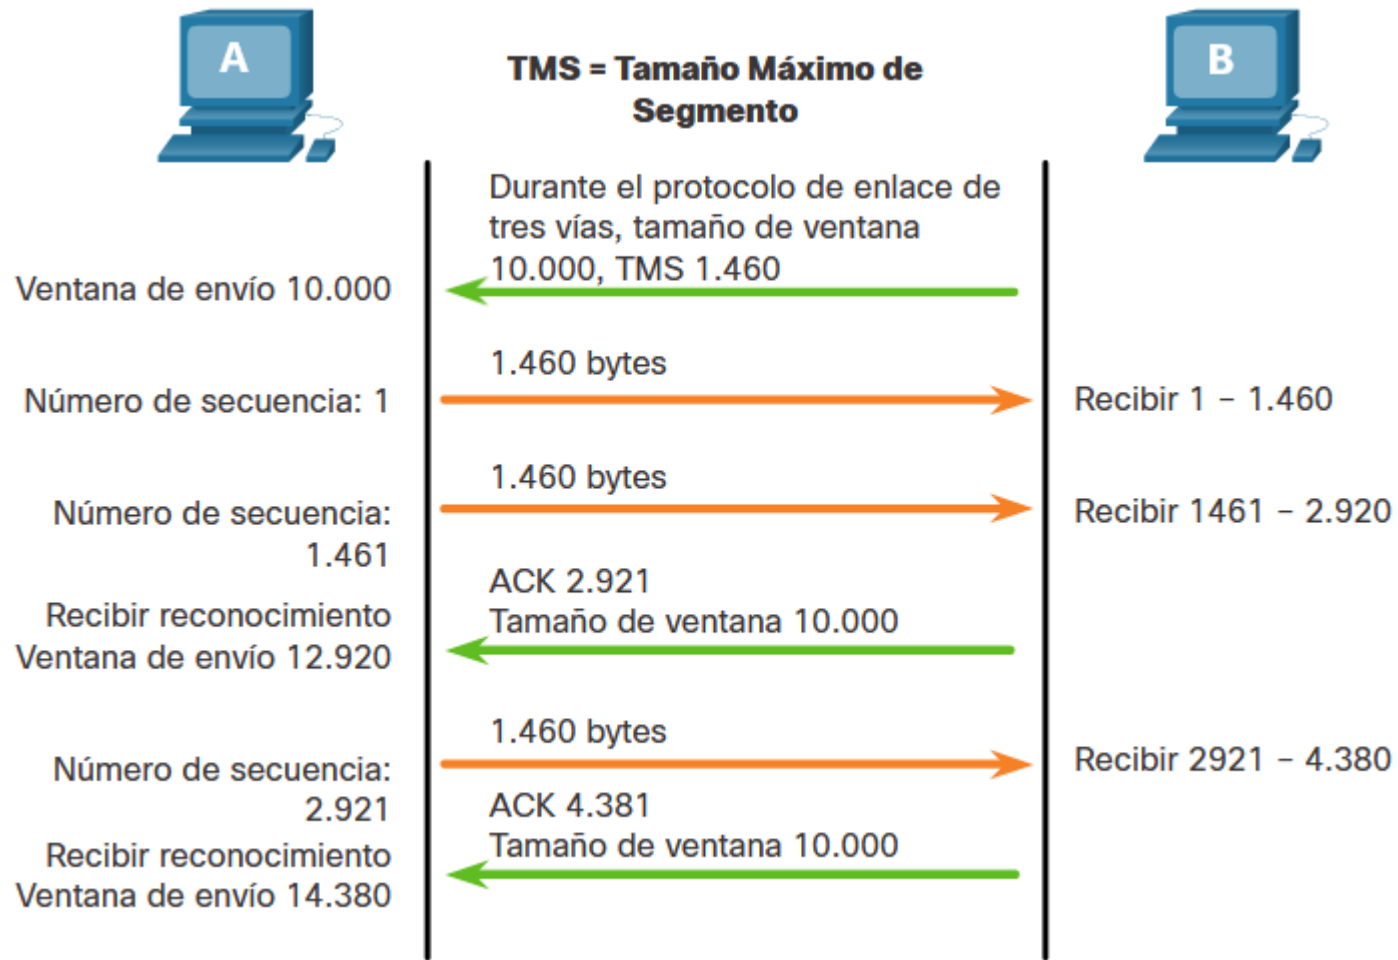 A
B
TMS = Tamaño Máximo de
Segmento
Durante el protocolo de enlace de
tres vías, tamaño de ventana
10.000, TMS 1.460
Ventana de envío 10.000
1.460 bytes
Número de secuencia: 1
Recibir 1 – 1.460
1.460 bytes
Número de secuencia:
1.461
Recibir 1461 – 2.920
ACK 2.921
Tamaño de ventana 10.000
Recibir reconocimiento
Ventana de envío 12.920
1.460 bytes
Número de secuencia:
2.921
Recibir 2921 – 4.380
ACK 4.381
Tamaño de ventana 10.000
Recibir reconocimiento
Ventana de envío 14.380